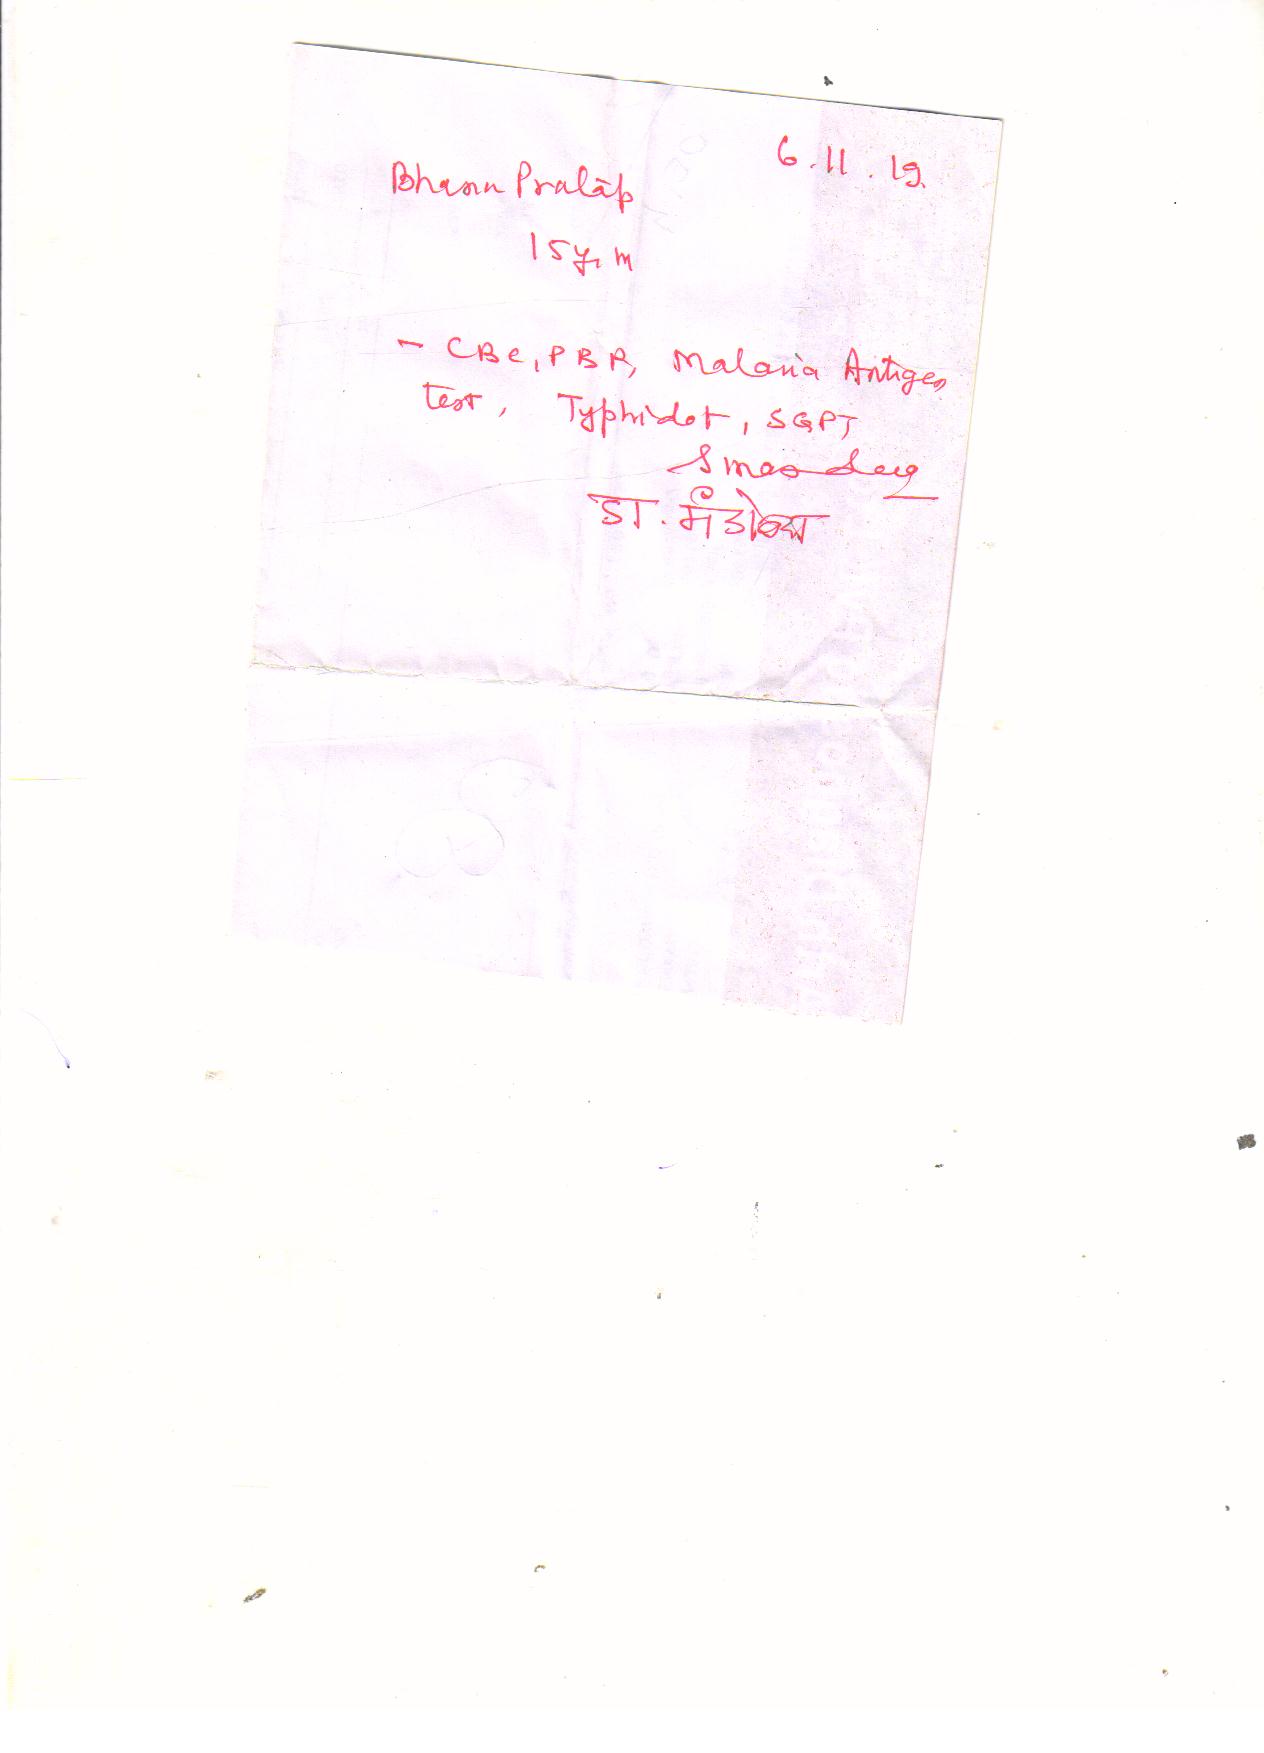 6.11.19
Bhanu Pratap
15y, m
- CBC, PBR, Malaria Antigen
test, Typhidot, SGPT
डा. मंडोव्य